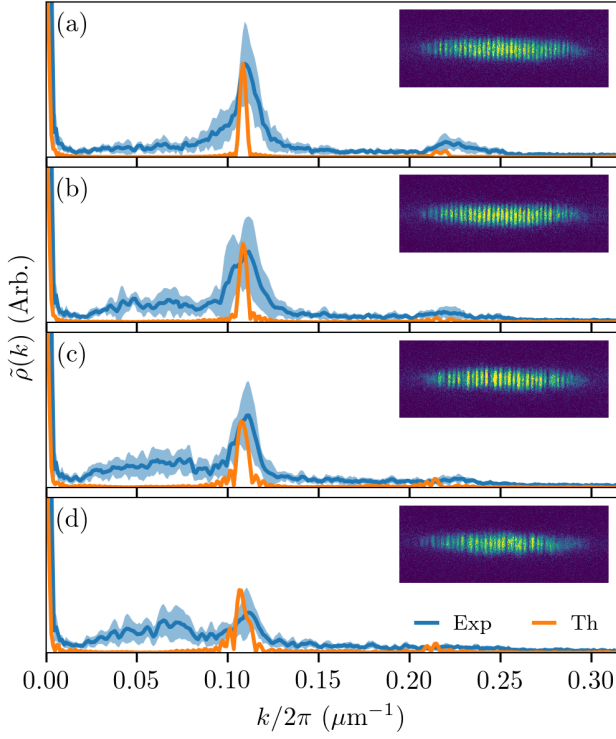 (a)
(b)
(c)
(d)
ρ̃(k) (Arb.)
Exp Th
0.00 0.05 0.10 0.15 0.20 0.25 0.30
k/2π (μm⁻¹)